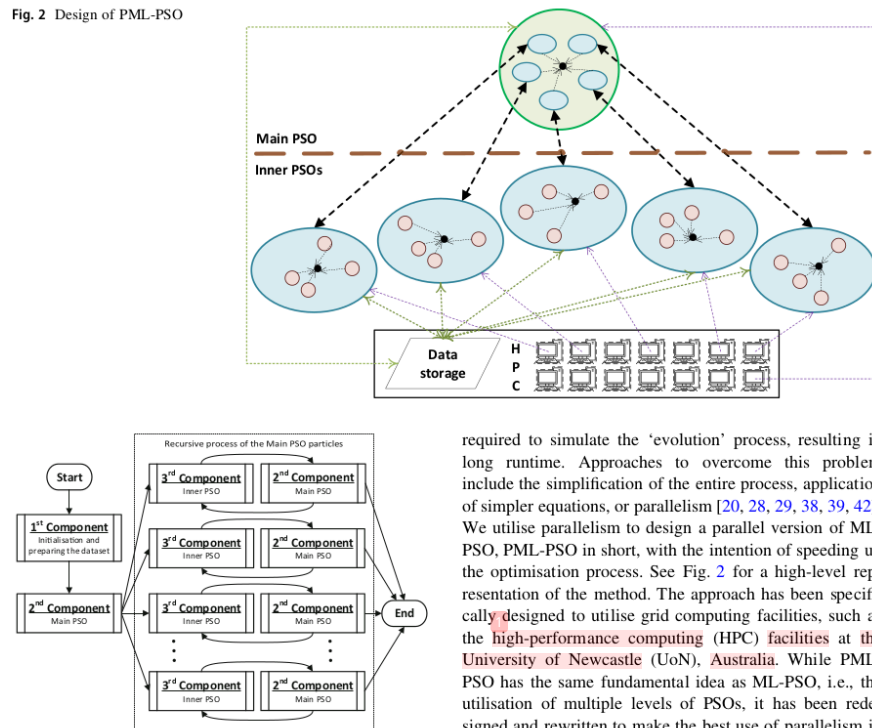 Fig. 2 Design of PML-PSO
Main PSO
Inner PSOs
Data
storage
H
P
C
Recursive process of the Main PSO particles
Start
1st Component
Initialisation and
preparing the dataset
2nd Component
Main PSO
3rd Component
Inner PSO
2nd Component
Main PSO
3rd Component
Inner PSO
2nd Component
Main PSO
3rd Component
Inner PSO
2nd Component
Main PSO
3rd Component
Inner PSO
2nd Component
Main PSO
End
required to simulate the ‘evolution’ process, resulting i
long runtime. Approaches to overcome this problem
include the simplification of the entire process, application
of simpler equations, or parallelism [20, 28, 29, 38, 39, 42
We utilise parallelism to design a parallel version of ML
PSO, PML-PSO in short, with the intention of speeding u
the optimisation process. See Fig. 2 for a high-level rep
resentation of the method. The approach has been specifi
cally designed to utilise grid computing facilities, such a
the high-performance computing (HPC) facilities at th
University of Newcastle (UoN), Australia. While PML
PSO has the same fundamental idea as ML-PSO, i.e., th
utilisation of multiple levels of PSOs, it has been rede
signed and rewritten to make the best use of parallelism i